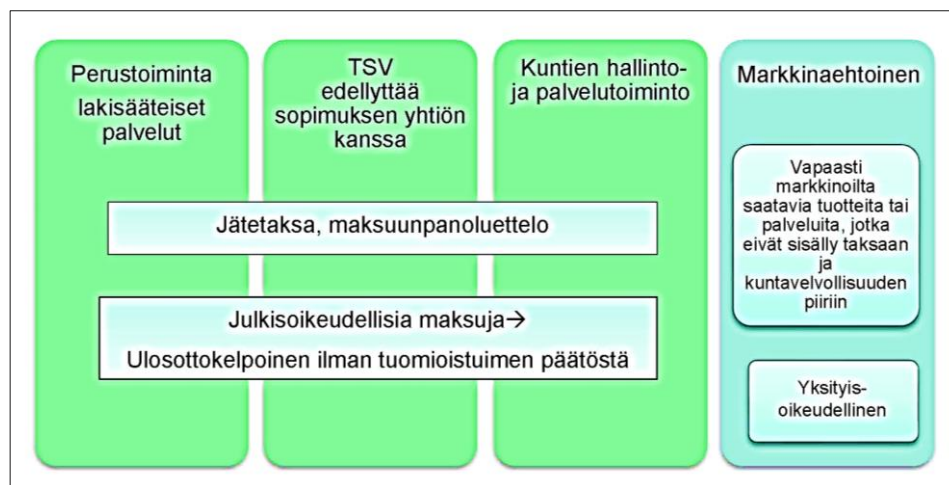 Perustoiminta
lakisääteiset
palvelut
TSV
edellyttää
sopimuksen yhtiön
kanssa
Kuntien hallinto-
ja palvelutoiminto
Markkinaehtoinen
Jätetaksa, maksuunpanoluettelo
Julkisoikeudellisia maksuja→
Ulosottokelpoinen ilman tuomioistuimen päätöstä
Vapaasti
markkinoilta
saatavia tuotteita tai
palveluita, jotka
eivät sisälly taksaan
ja
kuntavelvollisuuden
piiriin
Yksityis-
oikeudellinen